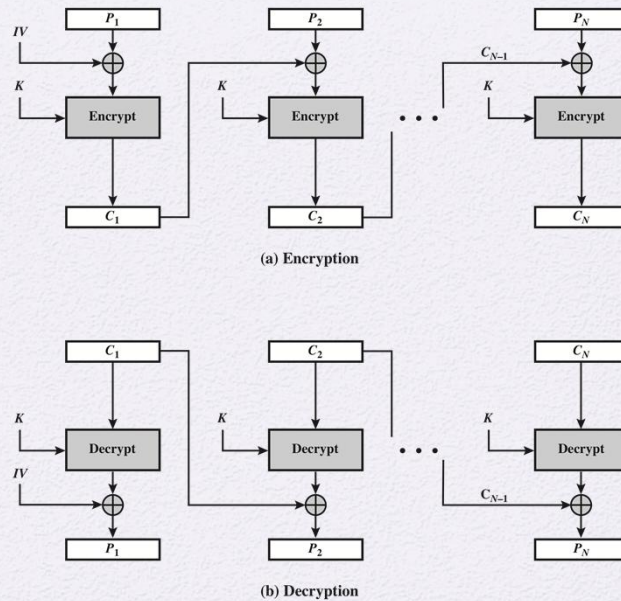 P1 P2 PN
IV
CN–1
K K K
Encrypt Encrypt Encrypt
C1 C2 CN
(a) Encryption
C1 C2 CN
K K K
Decrypt Decrypt Decrypt
IV
CN–1
P1 P2 PN
(b) Decryption